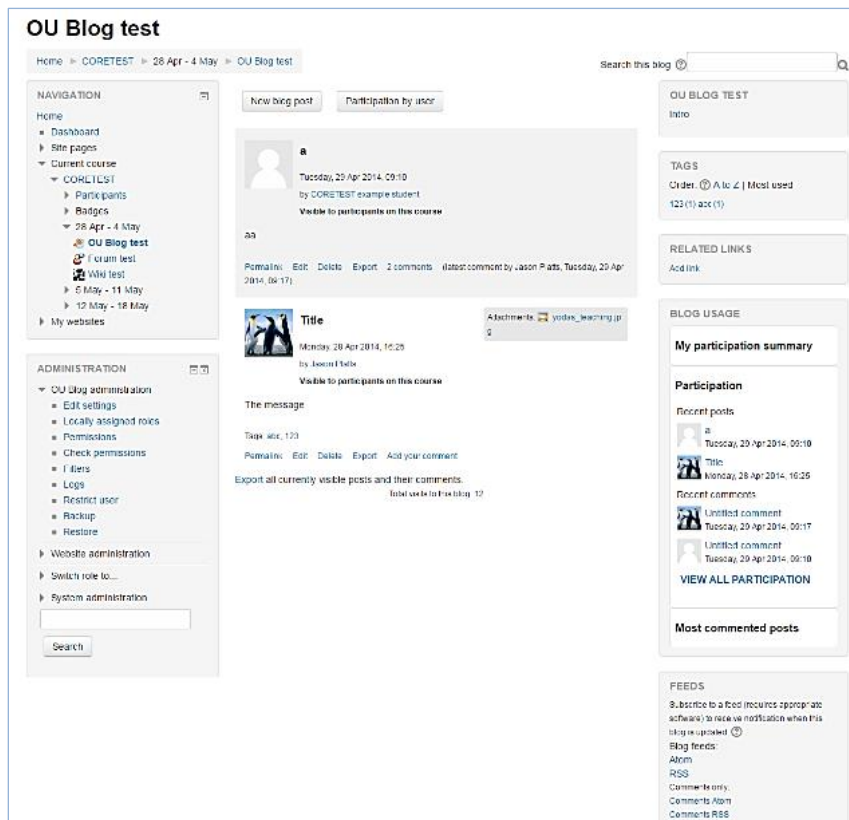 OU Blog test
Home ▶ CORETEST ▶ 28 Apr - 4 May ▶ OU Blog test
Search this blog
NAVIGATION
Home
Dashboard
Site pages
Current course
CORETEST
Participants
Badges
28 Apr - 4 May
OU Blog test
Forum test
Wiki test
5 May - 11 May
12 May - 18 May
My websites
ADMINISTRATION
OU Blog administration
Edit settings
Locally assigned roles
Permissions
Check permissions
Filters
Logs
Restrict user
Backup
Restore
Website administration
Switch role to...
System administration
Search
New blog post Participation by user
a
Tuesday, 29 Apr 2014, 09:10
by CORETEST example student
Visible to participants on this course
aa
Permalink Edit Delete Export 2 comments (latest comment by Jason Platts, Tuesday, 29 Apr
2014, 09:17)
Title
Monday, 28 Apr 2014, 16:25
by Jason Platts
Visible to participants on this course
Attachments: yodas_teaching.jp
g
The message
Tags: abc, 123
Permalink Edit Delete Export Add your comment
Export all currently visible posts and their comments.
Total visits to this blog: 12
OU BLOG TEST
Intro
TAGS
Order: A to Z | Most used
123 (1) abc (1)
RELATED LINKS
Add link
BLOG USAGE
My participation summary
Participation
Recent posts
a
Tuesday, 29 Apr 2014, 09:10
Title
Monday, 28 Apr 2014, 16:25
Recent comments
Untitled comment
Tuesday, 29 Apr 2014, 09:17
Untitled comment
Tuesday, 29 Apr 2014, 09:10
VIEW ALL PARTICIPATION
Most commented posts
FEEDS
Subscribe to a feed (requires appropriate
software) to receive notification when this
blog is updated.
Blog feeds:
Atom
RSS
Comments only:
Comments Atom
Comments RSS